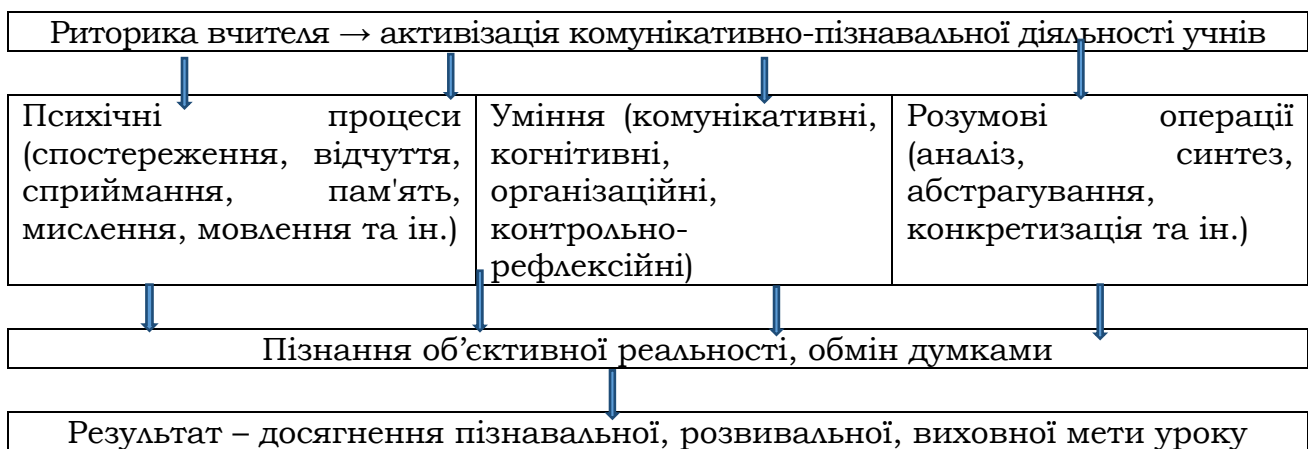 Риторика вчителя → активізація комунікативно-пізнавальної діяльності учнів
Психічні процеси
(спостереження, відчуття,
сприймання, пам'ять,
мислення, мовлення та ін.)
Уміння (комунікативні,
когнітивні,
організаційні,
контрольно-
рефлексійні)
Розумові операції
(аналіз, синтез,
абстрагування,
конкретизація та ін.)
Пізнання об’єктивної реальності, обмін думками
Результат – досягнення пізнавальної, розвивальної, виховної мети уроку